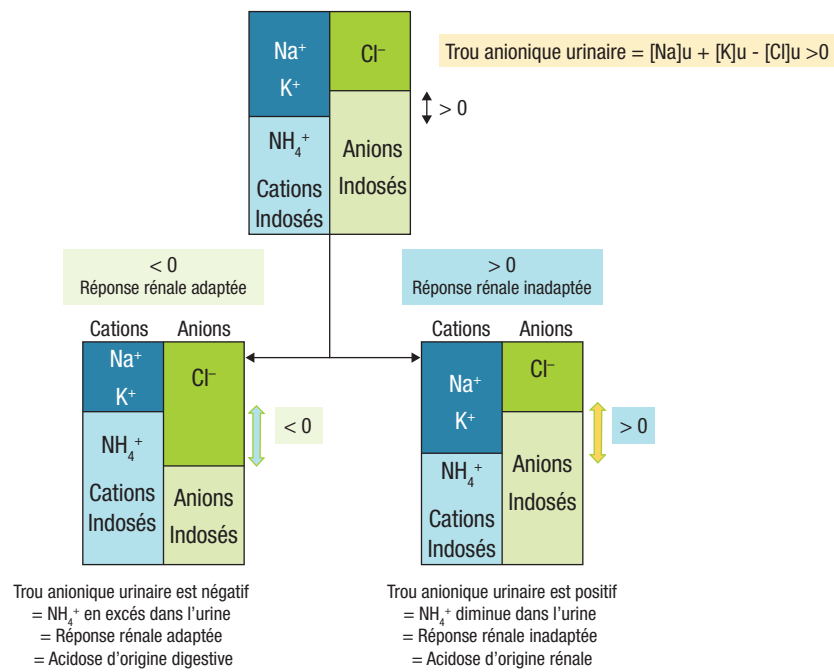 Na⁺
K⁺
Cl⁻
NH₄⁺
Cations
Indosés
Anions
Indosés
> 0
Trou anionique urinaire = [Na]u + [K]u - [Cl]u >0
< 0
Réponse rénale adaptée
> 0
Réponse rénale inadaptée
Cations Anions
Na⁺
K⁺
Cl⁻
NH₄⁺
Cations
Indosés
Anions
Indosés
< 0
Cations Anions
Na⁺
K⁺
Cl⁻
NH₄⁺
Cations
Indosés
Anions
Indosés
> 0
Trou anionique urinaire est négatif
= NH₄⁺ en excés dans l'urine
= Réponse rénale adaptée
= Acidose d'origine digestive
Trou anionique urinaire est positif
= NH₄⁺ diminue dans l'urine
= Réponse rénale inadaptée
= Acidose d'origine rénale